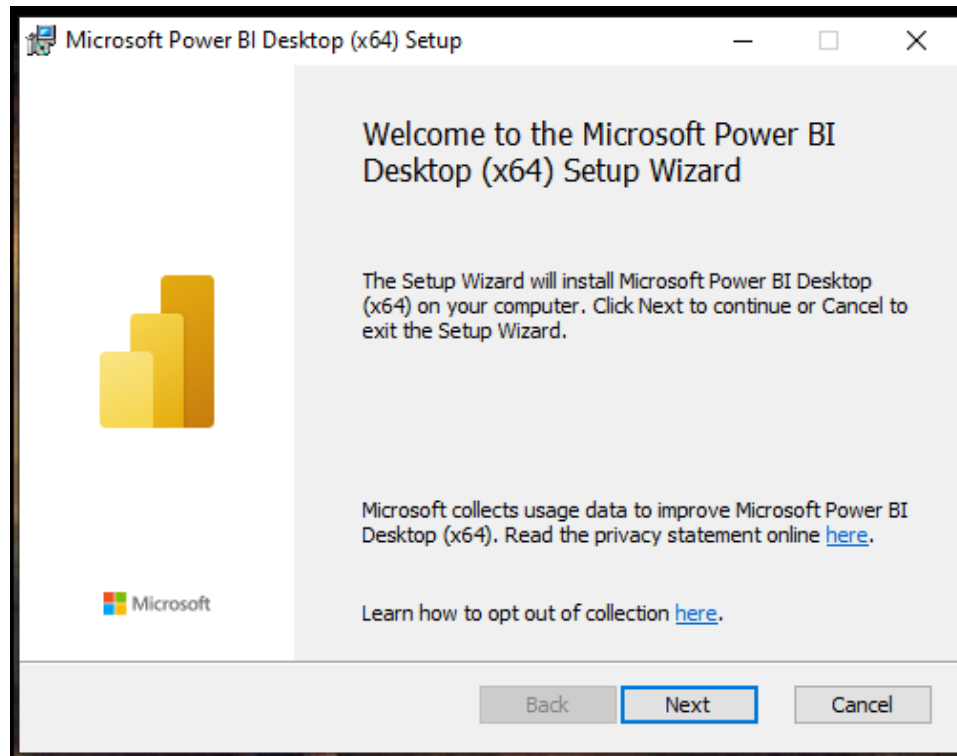 Microsoft Power BI Desktop (x64) Setup
Welcome to the Microsoft Power BI
Desktop (x64) Setup Wizard
The Setup Wizard will install Microsoft Power BI Desktop
(x64) on your computer. Click Next to continue or Cancel to
exit the Setup Wizard.
Microsoft collects usage data to improve Microsoft Power BI
Desktop (x64). Read the privacy statement online here.
Microsoft
Learn how to opt out of collection here.
Back Next Cancel